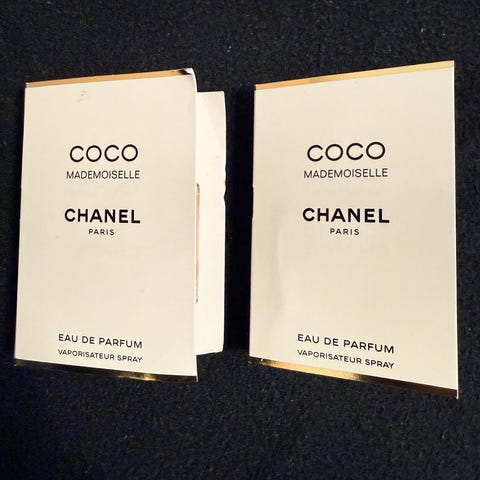 COCO
MADEMOISELLE
CHANEL
PARIS
EAU DE PARFUM
VAPORISATEUR SPRAY
COCO
MADEMOISELLE
CHANEL
PARIS
EAU DE PARFUM
VAPORISATEUR SPRAY